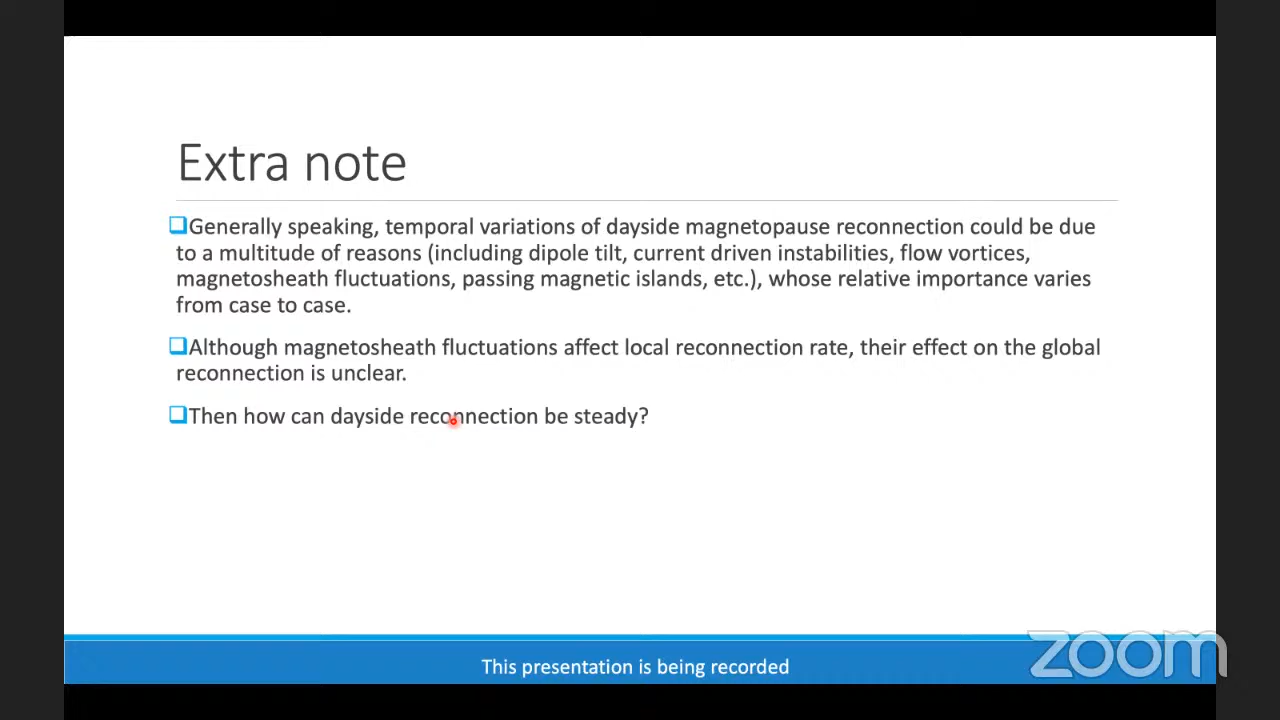 Extra note
Generally speaking, temporal variations of dayside magnetopause reconnection could be due
to a multitude of reasons (including dipole tilt, current driven instabilities, flow vortices,
magnetosheath fluctuations, passing magnetic islands, etc.), whose relative importance varies
from case to case.
Although magnetosheath fluctuations affect local reconnection rate, their effect on the global
reconnection is unclear.
Then how can dayside reconnection be steady?
This presentation is being recorded
zoom